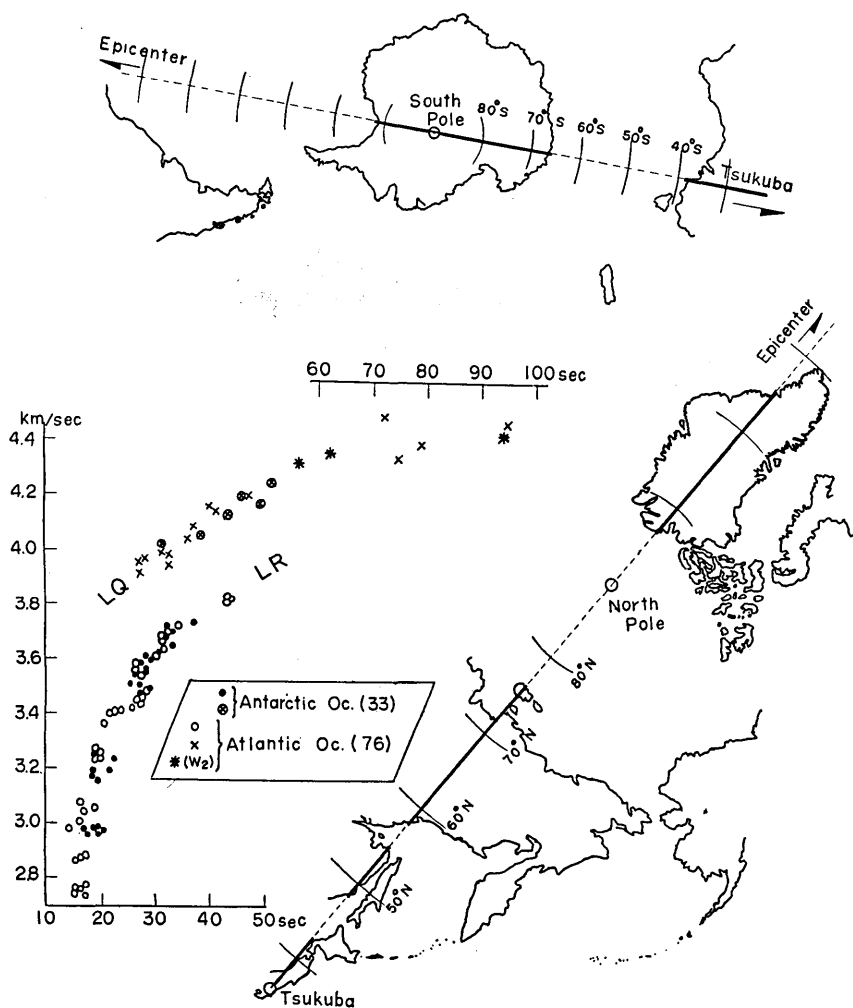 Epicenter
South
Pole
80°S
70°S
60°S
50°S
40°S
Tsukuba
Epicenter
60 70 80 90 100 sec
km/sec
4.4
4.2
4.0
3.8
3.6
3.4
3.2
3.0
2.8
LQ
LR
North
Pole
80°N
70°N
60°N
50°N
Antarctic Oc. (33)
Atlantic Oc. (76)
(W2)
10 20 30 40 50 sec
Tsukuba